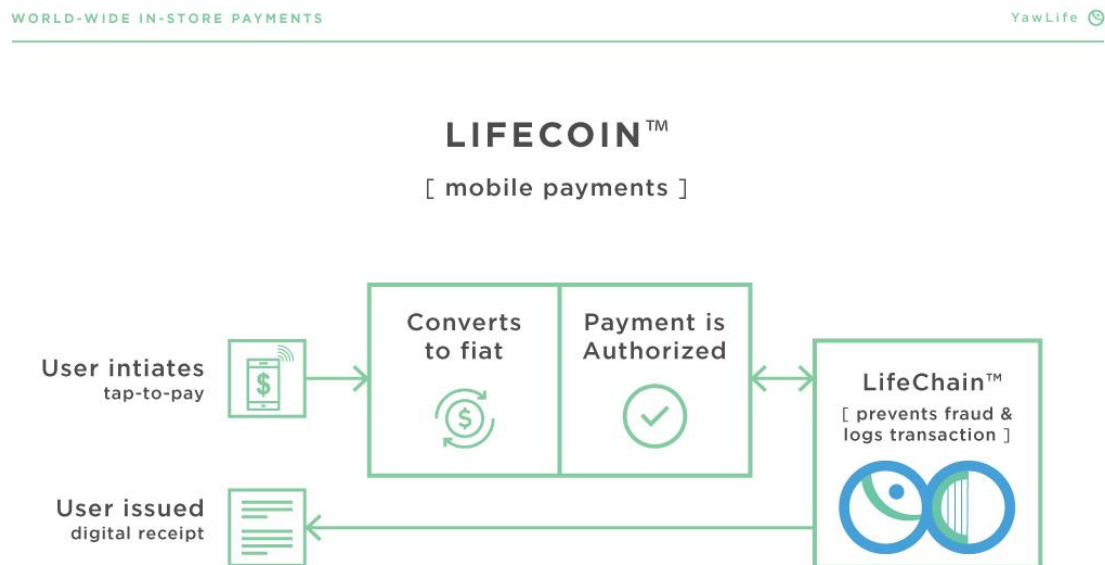 WORLD-WIDE IN-STORE PAYMENTS
YawLife
LIFECOIN™
[ mobile payments ]
User intiates
tap-to-pay
$
Converts
to fiat
$
Payment is
Authorized
LifeChain™
[ prevents fraud &
logs transaction ]
User issued
digital receipt